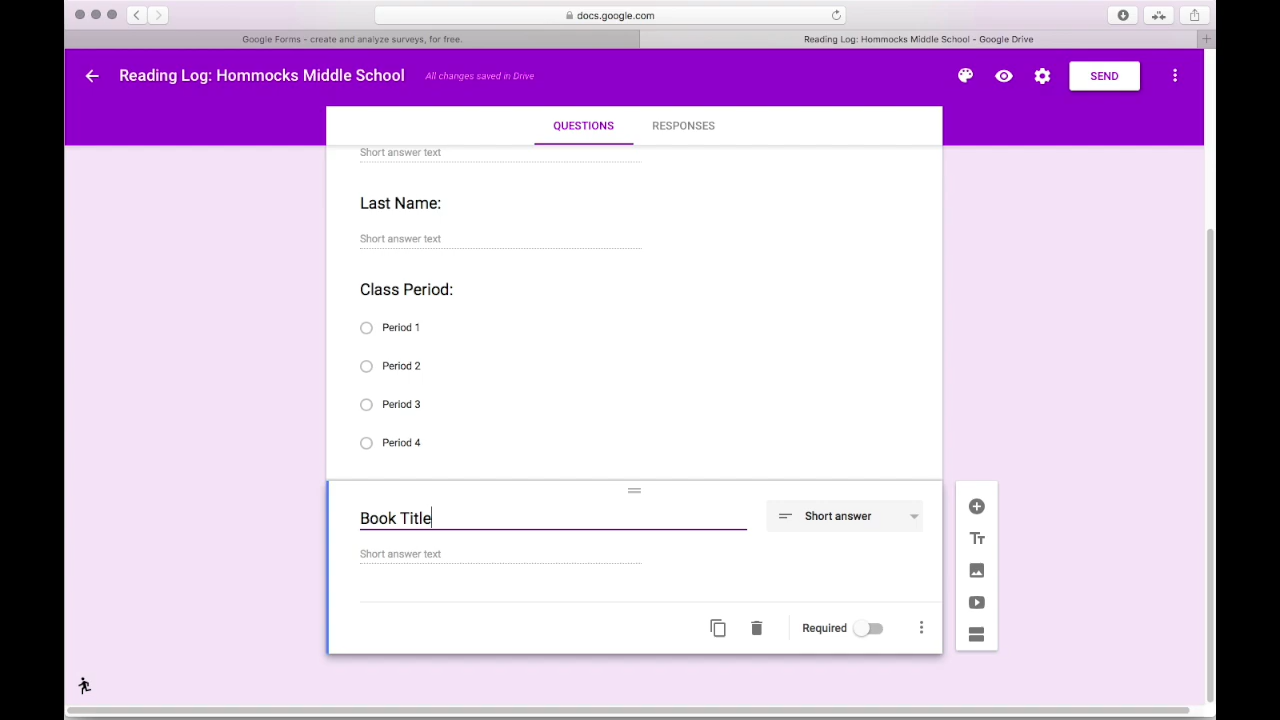 docs.google.com
Google Forms - create and analyze surveys, for free.
Reading Log: Hommocks Middle School - Google Drive
Reading Log: Hommocks Middle School
All changes saved in Drive
SEND
QUESTIONS
RESPONSES
Short answer text
Last Name:
Short answer text
Class Period:
Period 1
Period 2
Period 3
Period 4
Book Title
Short answer
Short answer text
Required